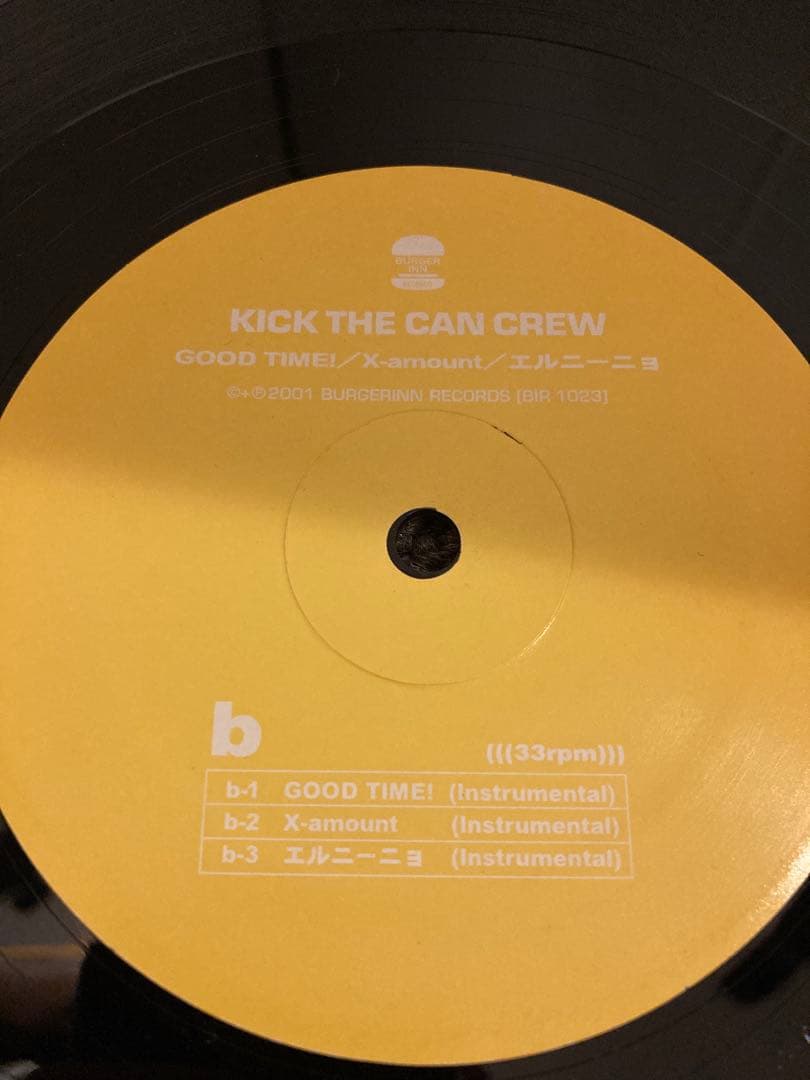 BURGER
INN
KICK THE CAN CREW
GOOD TIME!／X-amount／エルニーニョ
©+℗2001 BURGERINN RECORDS [BIR 1023]
b
(((33rpm)))
b-1 GOOD TIME! (Instrumental)
b-2 X-amount (Instrumental)
b-3 エルニーニョ (Instrumental)